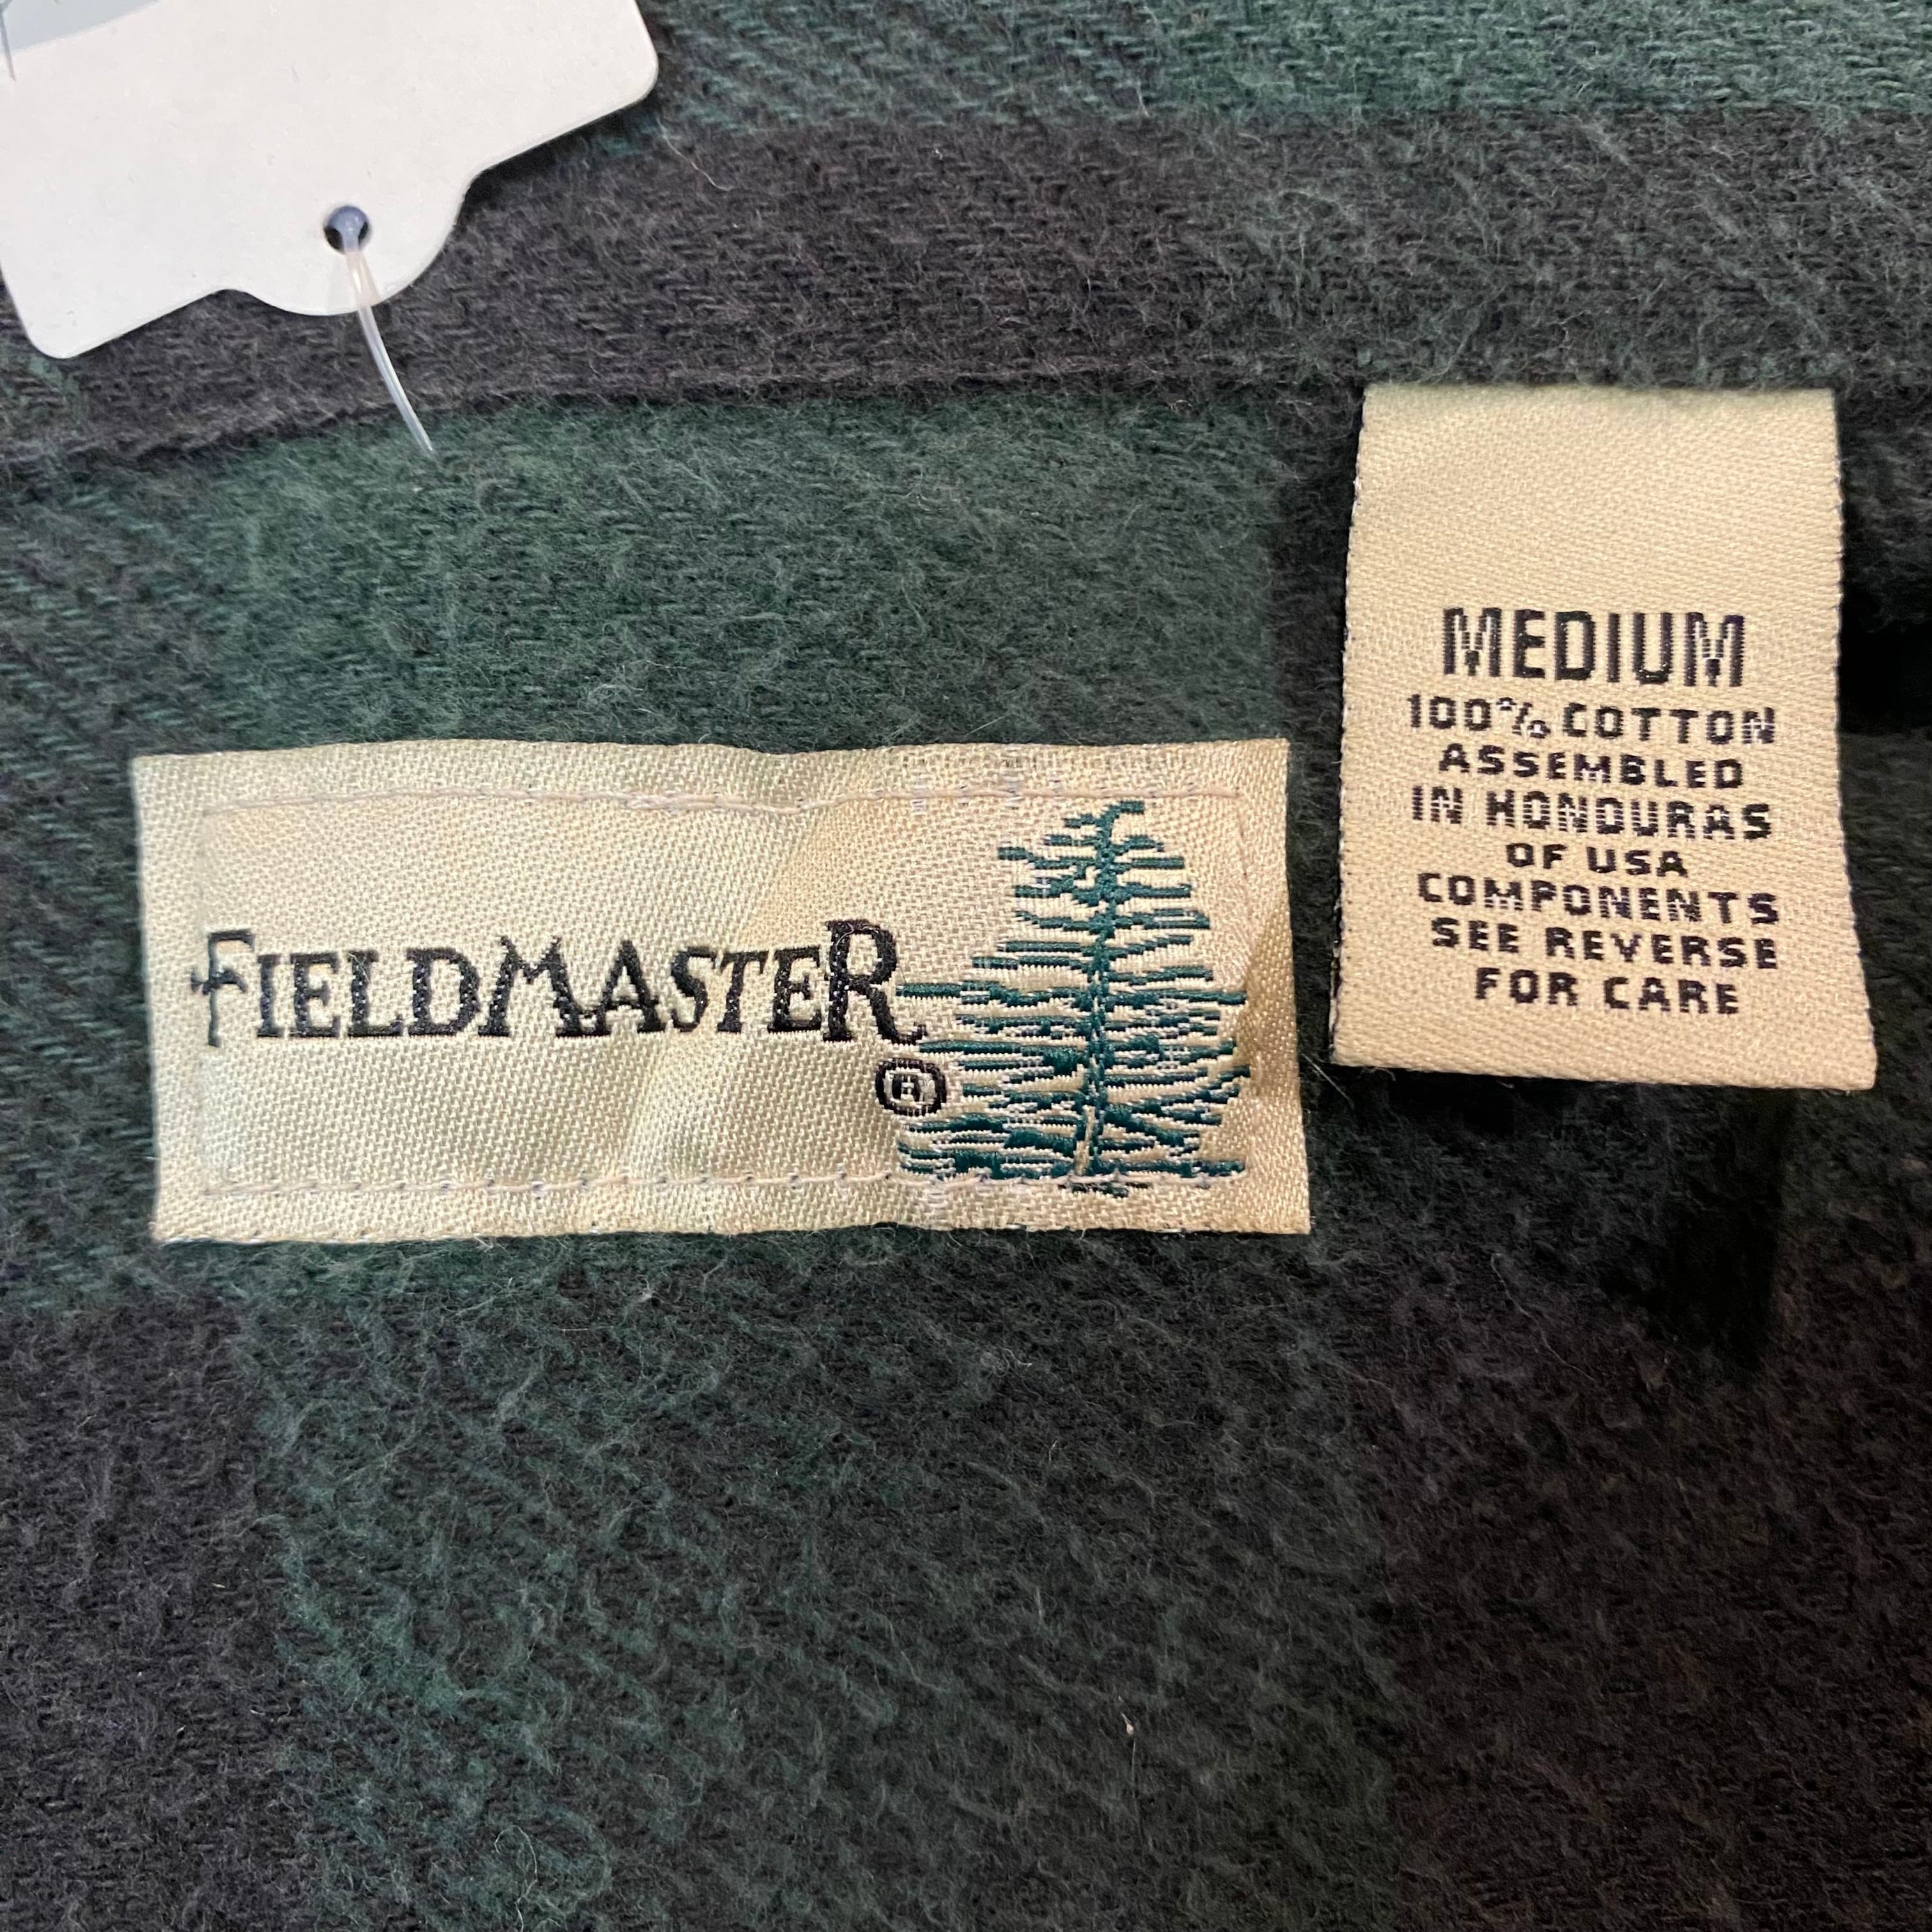 FIELDMASTER
®
MEDIUM
100% COTTON
ASSEMBLED
IN HONDURAS
OF USA
COMPONENTS
SEE REVERSE
FOR CARE